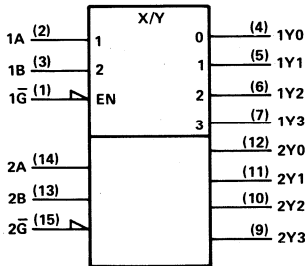 X/Y
1A (2) 1 0 (4) 1Y0
1B (3) 2 1 (5) 1Y1
1G̅ (1) EN 2 (6) 1Y2
3 (7) 1Y3
(12) 2Y0
2A (14) (11) 2Y1
2B (13) (10) 2Y2
2G̅ (15) (9) 2Y3